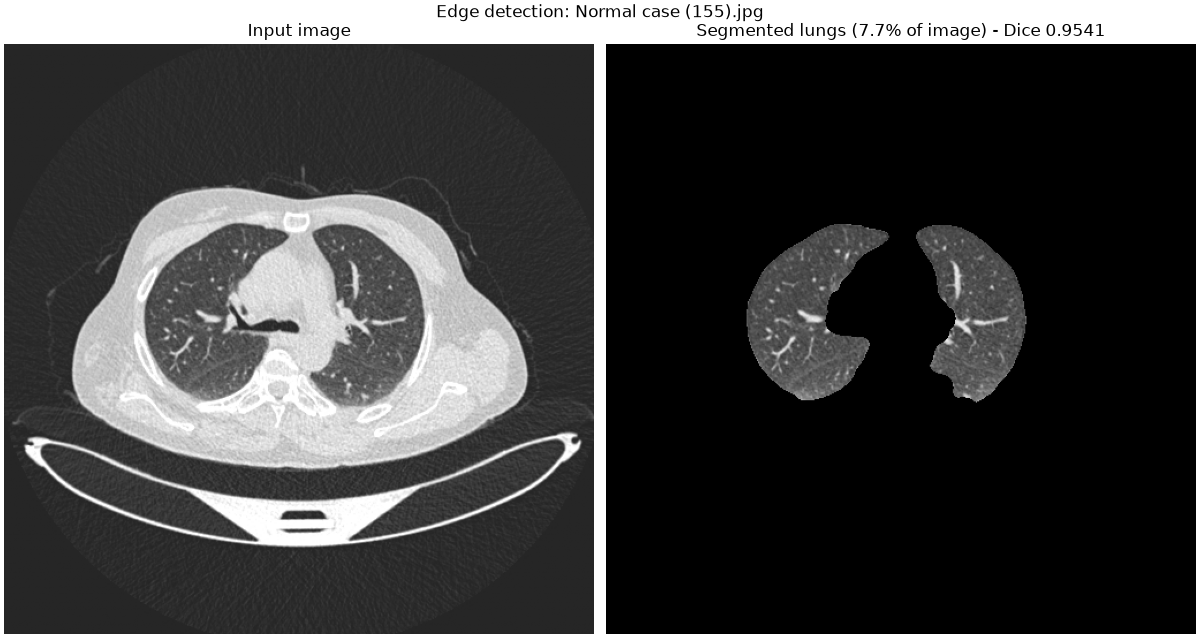 Edge detection: Normal case (155).jpg
Input image
Segmented lungs (7.7% of image) - Dice 0.9541